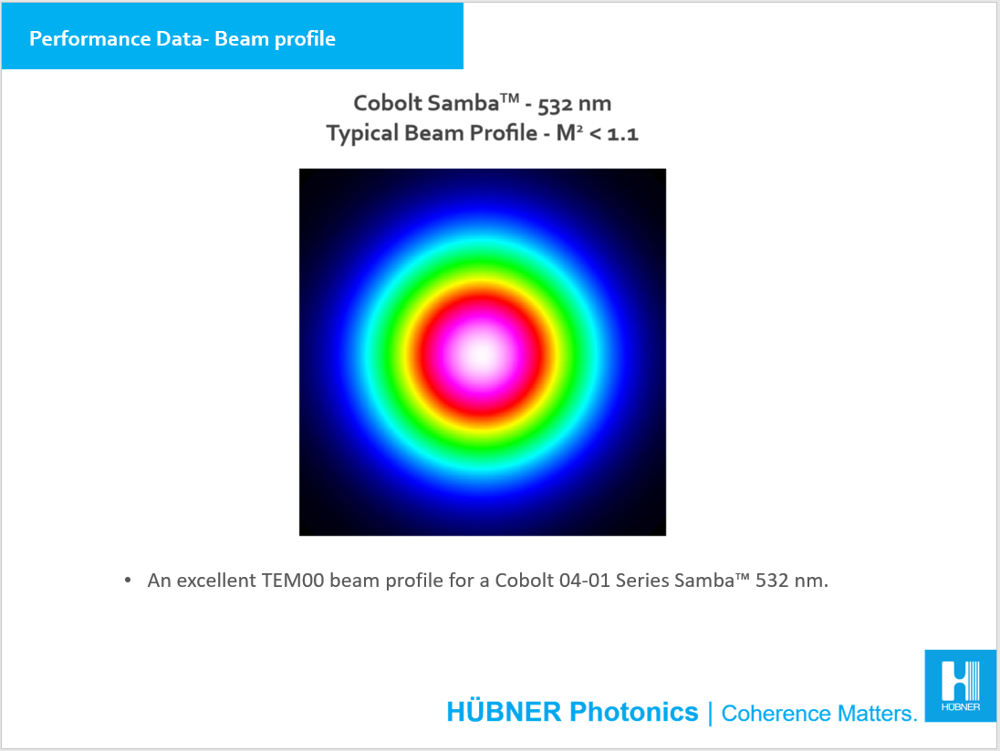 Performance Data- Beam profile
Cobolt Samba™ - 532 nm
Typical Beam Profile - M² < 1.1
• An excellent TEM00 beam profile for a Cobolt 04-01 Series Samba™ 532 nm.
HÜBNER Photonics | Coherence Matters.
H
HÜBNER